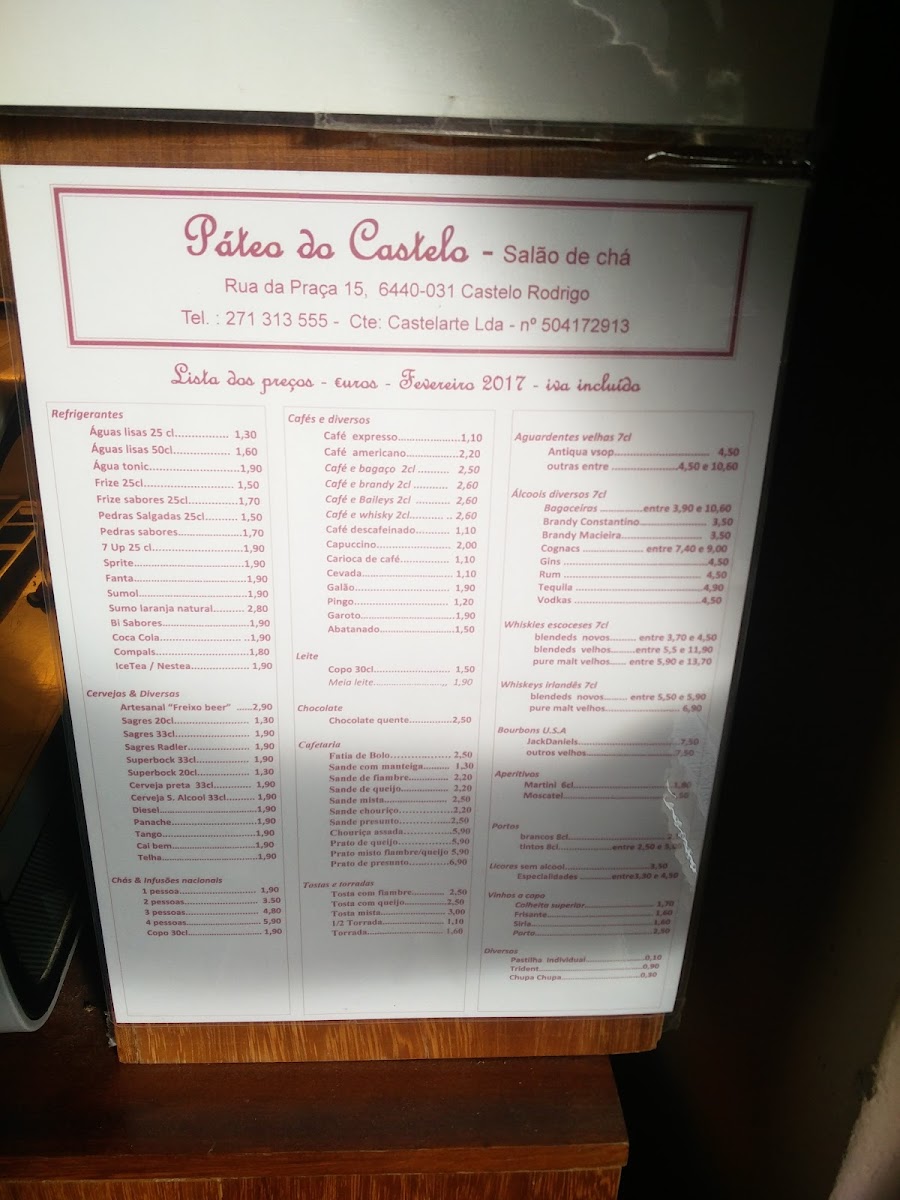 Páteo do Castelo - Salão de chá
Rua da Praça 15, 6440-031 Castelo Rodrigo
Tel. : 271 313 555 - Cte: Castelarte Lda - nº 504172913
Lista dos preços - €uros - Fevereiro 2017 - iva incluído
Refrigerantes
Águas lisas 25 cl................ 1,30
Águas lisas 50cl................. 1,60
Água tonic...........................1,90
Frize 25cl............................ 1,50
Frize sabores 25cl...............1,70
Pedras Salgadas 25cl.......... 1,50
Pedras sabores...................1,70
7 Up 25 cl...........................1,90
Sprite.................................1,90
Fanta..................................1,90
Sumol.................................1,90
Sumo laranja natural.......... 2,80
Bi Sabores..........................1,90
Coca Cola......................... ..1,90
Compals.............................1,80
IceTea / Nestea.................. 1,90
Cervejas & Diversas
Artesanal "Freixo beer" ......2,90
Sagres 20cl........................ 1,30
Sagres 33cl....................... 1,90
Sagres Radler................... 1,90
Superbock 33cl................. 1,90
Superbock 20cl................. 1,30
Cerveja preta 33cl............ 1,90
Cerveja S. Alcool 33cl......... 1,90
Diesel................................1,90
Panache............................1,90
Tango................................1,90
Cai bem.............................1,90
Telha.................................1,90
Chás & Infusões nacionais
1 pessoa......................... 1,90
2 pessoas........................ 3.50
3 pessoas........................ 4,80
4 pessoas........................ 5,90
Copo 30cl........................ 1,90
Cafés e diversos
Café expresso...................1,10
Café americano................2,20
Café e bagaço 2cl .......... 2,50
Café e brandy 2cl ........... 2,60
Café e Baileys 2cl ........... 2,60
Café e whisky 2cl.......... .. 2,60
Café descafeinado........... 1,10
Capuccino........................ 2,00
Carioca de café................ 1,10
Cevada............................. 1,10
Galão............................... 1,90
Pingo............................... 1,20
Garoto..............................1,90
Abatanado........................1,50
Leite
Copo 30cl......................... 1,50
Meia leite......................,, 1,90
Chocolate
Chocolate quente..............2,50
Cafetaria
Fatia de Bolo..................... 2,50
Sande com manteiga......... 1,30
Sande de fiambre.............. 2,20
Sande de queijo................ 2,20
Sande mista...................... 2,50
Sande chouriço..................2,20
Sande presunto.................2,50
Chouriça assada................5,90
Prato de queijo..................5,90
Prato misto fiambre/queijo 5,90
Prato de presunto.............6,90
Tostas e torradas
Tosta com fiambre............ 2,50
Tosta com queijo...............2,50
Tosta mista....................... 3,00
1/2 Torrada....................... 1,10
Torrada............................. 1,60
Aguardentes velhas 7cl
Antiqua vsop............................ 4,50
outras entre ....................4,50 e 10,60
Álcoois diversos 7cl
Bagaceiras .............entre 3,90 e 10,60
Brandy Constantino.................... 3,50
Brandy Macieira........................ 3,50
Cognacs .................. entre 7,40 e 9,00
Gins ...........................................4,50
Rum ......................................... 4,50
Tequilla ......................................4,90
Vodkas ......................................4,50
Whiskies escoceses 7cl
blendeds novos......... entre 3,70 e 4,50
blendeds velhos........entre 5,5 e 11,90
pure malt velhos...... entre 5,90 e 13,70
Whiskeys irlandês 7cl
blendeds novos......... entre 5,50 e 5,90
pure malt velhos......................... 6,90
Bourbons U.S.A
JackDaniels..............................7,50
outros velhos...........................7,50
Aperitivos
Martini 6cl
Moscatel
Portos
brancos 8cl
tintos 8cl................entre 2,50 e
Licores sem alcool.........................3,50
Especialidades ............entre3,80 e 4,50
Vinhos a copo
Colheita superior......................1,70
Frisante....................................1,60
Siria..........................................1,60
Porto........................................2,50
Diversos
Pastilha individual.....................0,10
Trident......................................0,90
Chupa Chupa............................0,30